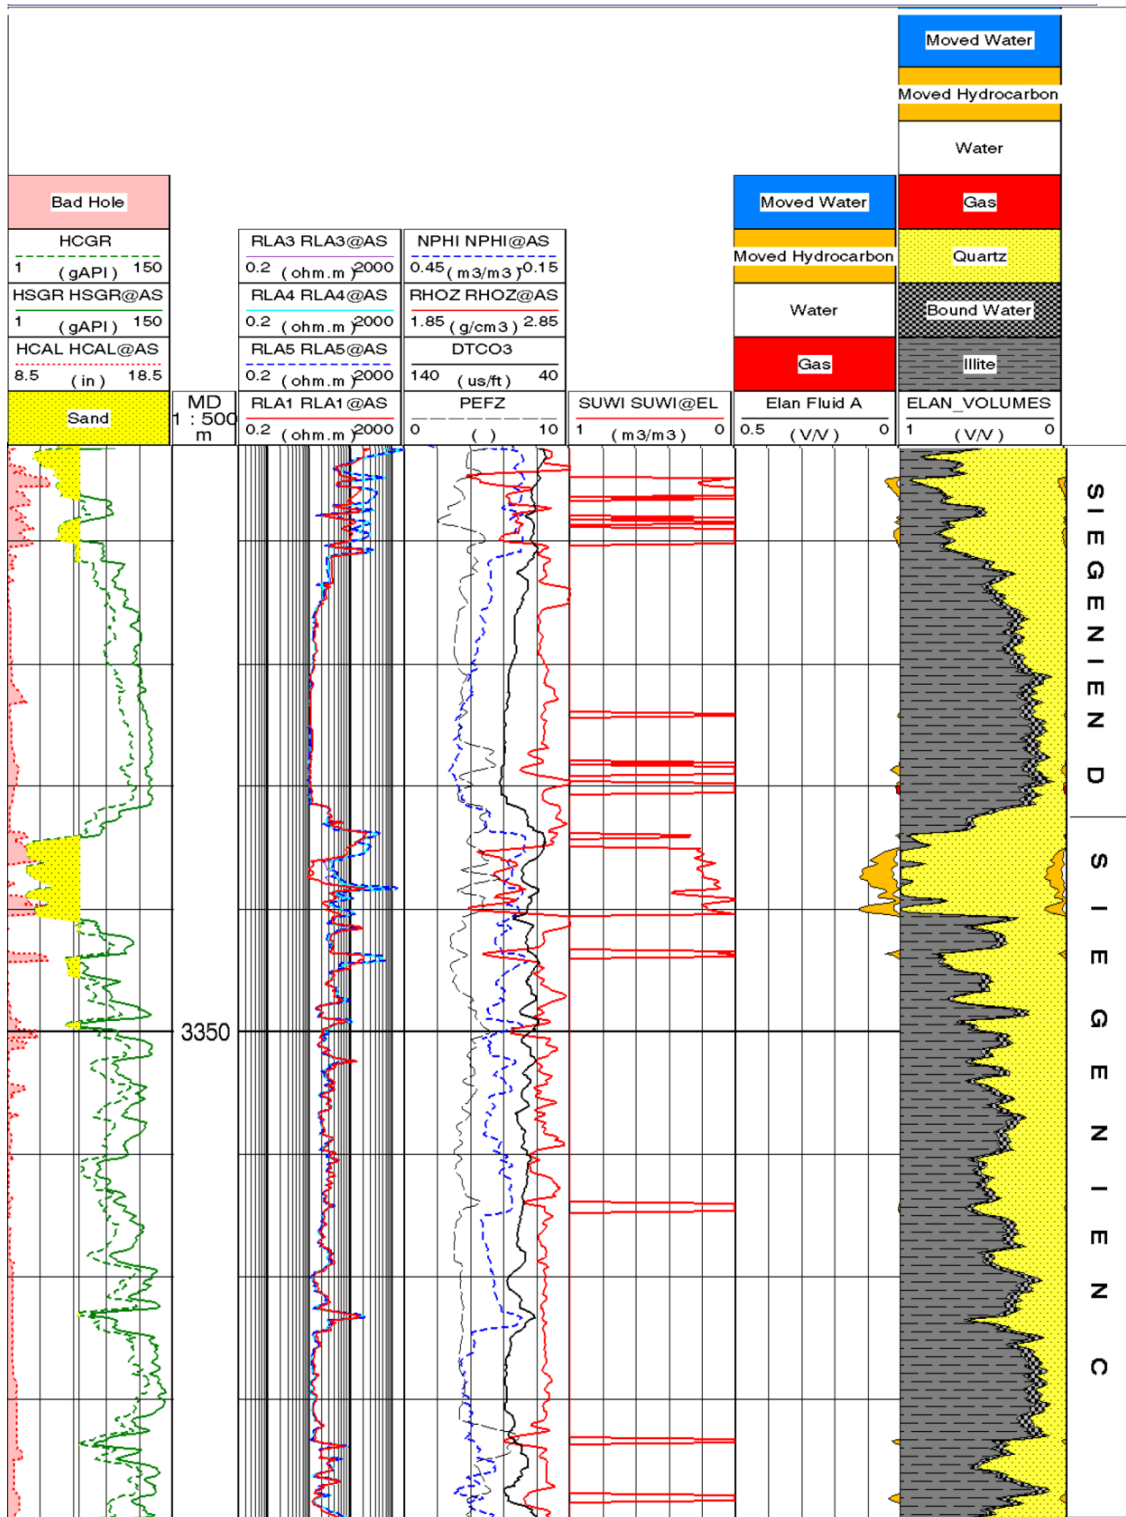 Moved Water
Moved Hydrocarbon
Water
Bad Hole
Moved Water
Gas
HCGR
1 (gAPI) 150
RLA3 RLA3@AS
0.2 (ohm.m) 2000
NPHI NPHI@AS
0.45 (m3/m3) -0.15
Moved Hydrocarbon
Quartz
HSGR HSGR@AS
1 (gAPI) 150
RLA4 RLA4@AS
0.2 (ohm.m) 2000
RHOZ RHOZ@AS
1.85 (g/cm3) 2.85
Water
Bound Water
HCAL HCAL@AS
8.5 (in) 18.5
RLA5 RLA5@AS
0.2 (ohm.m) 2000
DTCO3
140 (us/ft) 40
Gas
Illite
Sand
MD
1 : 500
m
RLA1 RLA1@AS
0.2 (ohm.m) 2000
PEFZ
0 ( ) 10
SUWI SUWI@EL
1 (m3/m3) 0
Elan Fluid A
0.5 (V/V) 0
ELAN_VOLUMES
1 (V/V) 0
SIEGENIEN D
3350
SIEGENIEN C